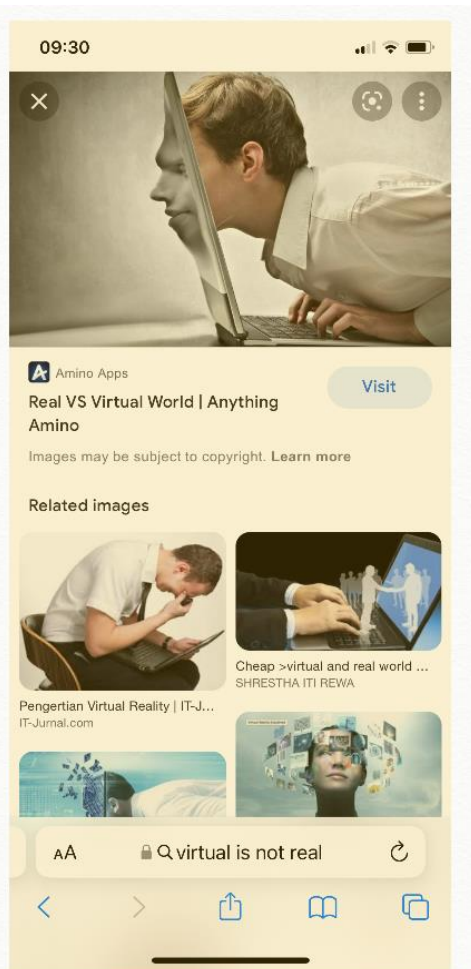 09:30
Amino Apps
Real VS Virtual World | Anything
Amino
Visit
Images may be subject to copyright. Learn more
Related images
Pengertian Virtual Reality | IT-J...
IT-Jurnal.com
Cheap >virtual and real world ...
SHRESTHA ITI REWA
AA
virtual is not real